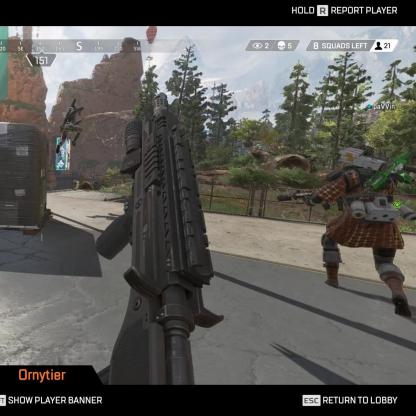 HOLD R REPORT PLAYER
S
151
2 5 8 SQUADS LEFT 21
Ornytier
SHOW PLAYER BANNER
ESC RETURN TO LOBBY